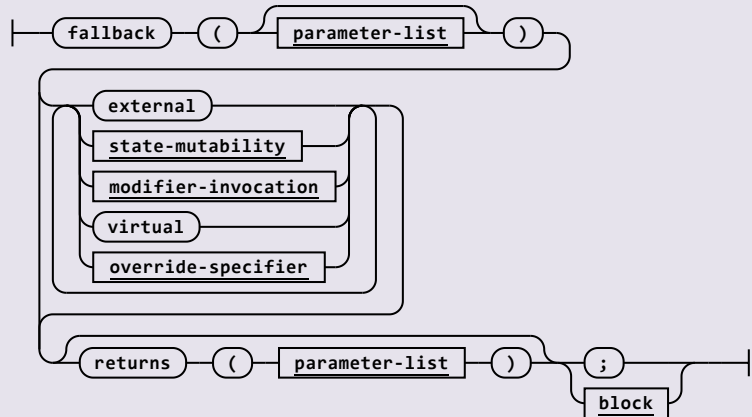 fallback ( parameter-list )
external
state-mutability
modifier-invocation
virtual
override-specifier
returns ( parameter-list ) ;
block